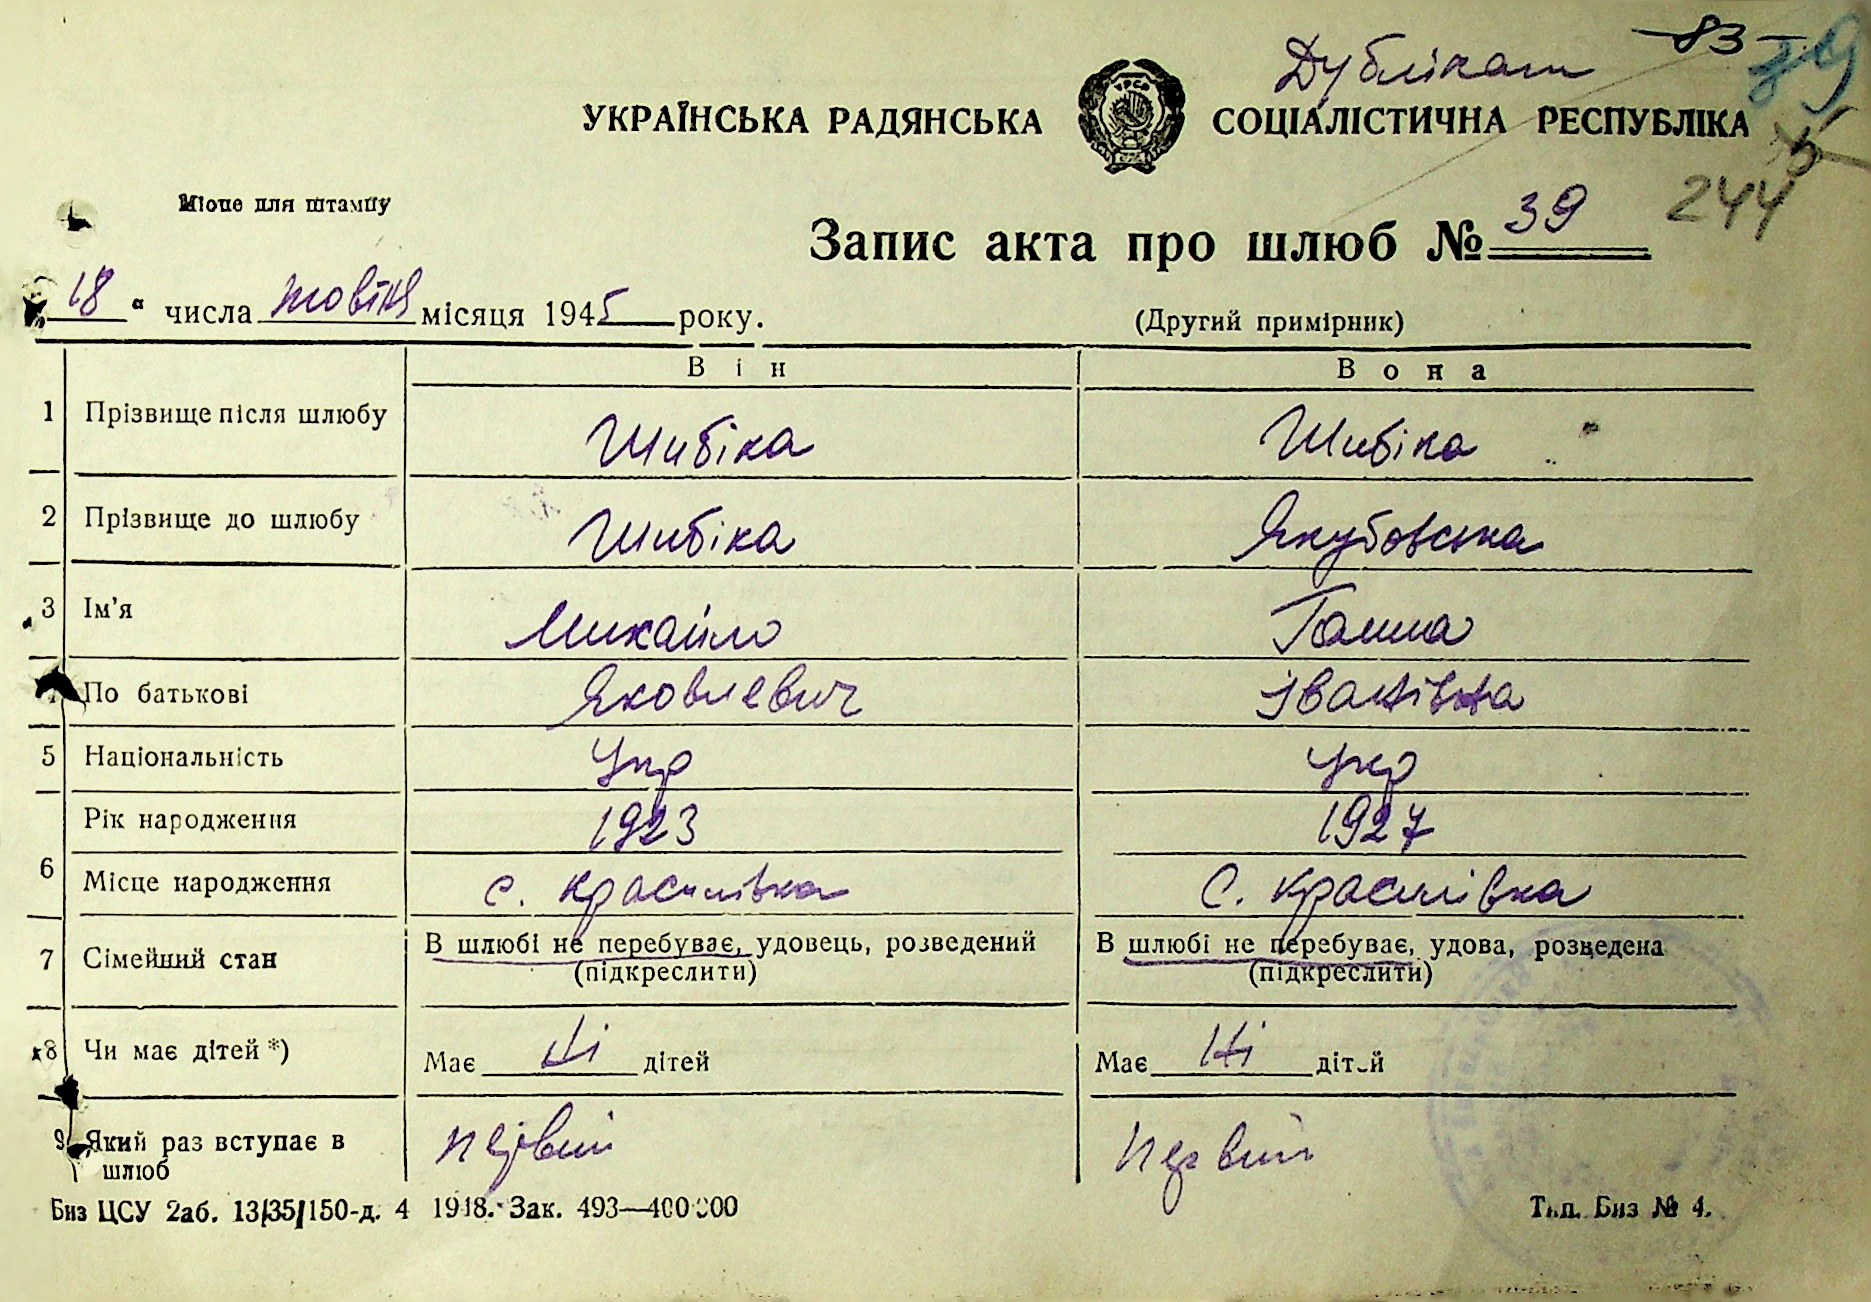 Дублікат 83 39
УКРАЇНСЬКА РАДЯНСЬКА СОЦІАЛІСТИЧНА РЕСПУБЛІКА
УРСР
244
Місце для штампу
Запис акта про шлюб № 39
18 " числа жовтня місяця 1945 року.
(Другий примірник)
Він Вона
1 Прізвище після шлюбу Шибіка Шибіка
2 Прізвище до шлюбу Шибіка Якубовська
3 Ім'я Михайло Ганна
По батькові Яковлевич Іванівна
5 Національність Укр Укр
Рік народження 1923 1927
6 Місце народження с. Красилівка С. Красилівка
7 Сімейний стан В шлюбі не перебуває, удовець, розведений В шлюбі не перебуває, удова, розведена
(підкреслити) (підкреслити)
8 Чи має дітей *) Має Ні дітей Має Ні дітей
9 Який раз вступає в шлюб первий первий
Биз ЦСУ 2аб. 13/35/150-д. 4 1948. Зак. 493—400000 Тип. Биз № 4.